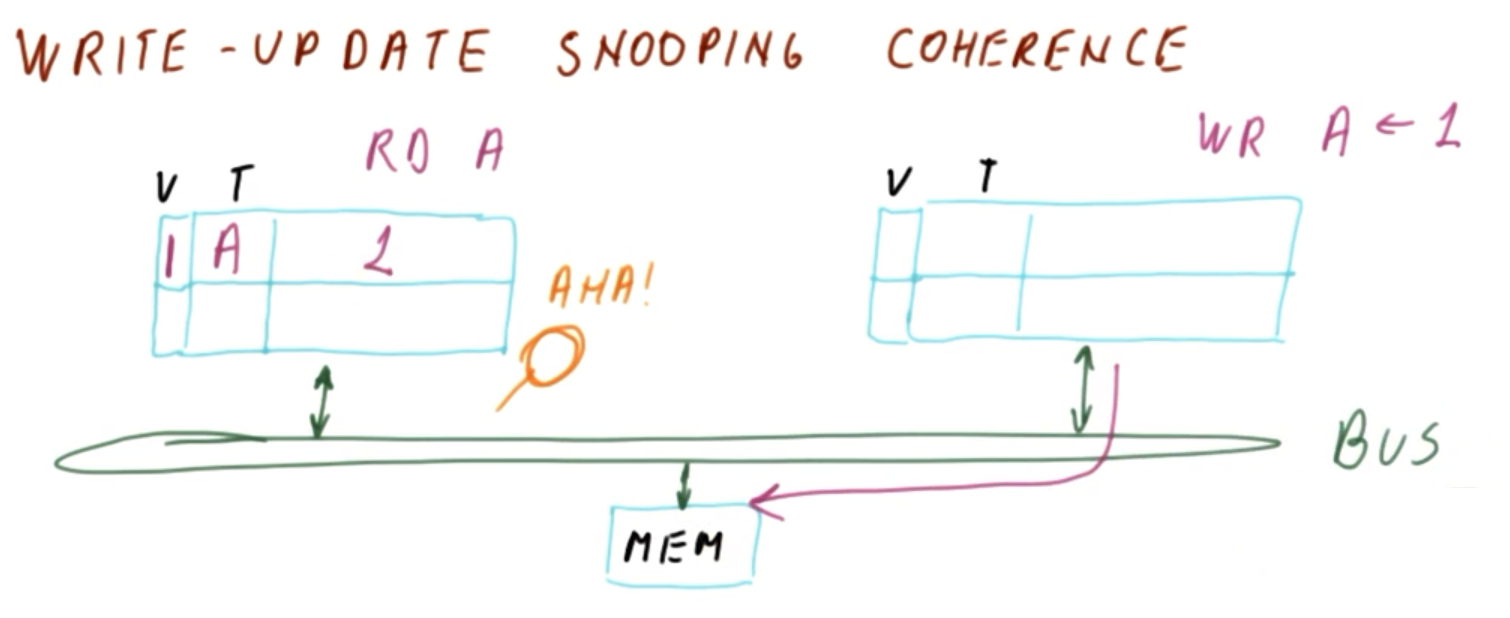 WRITE-UPDATE SNOOPING COHERENCE
RD A
WR A ← 1
V T
V T
1 A 1
AHA!
BUS
MEM